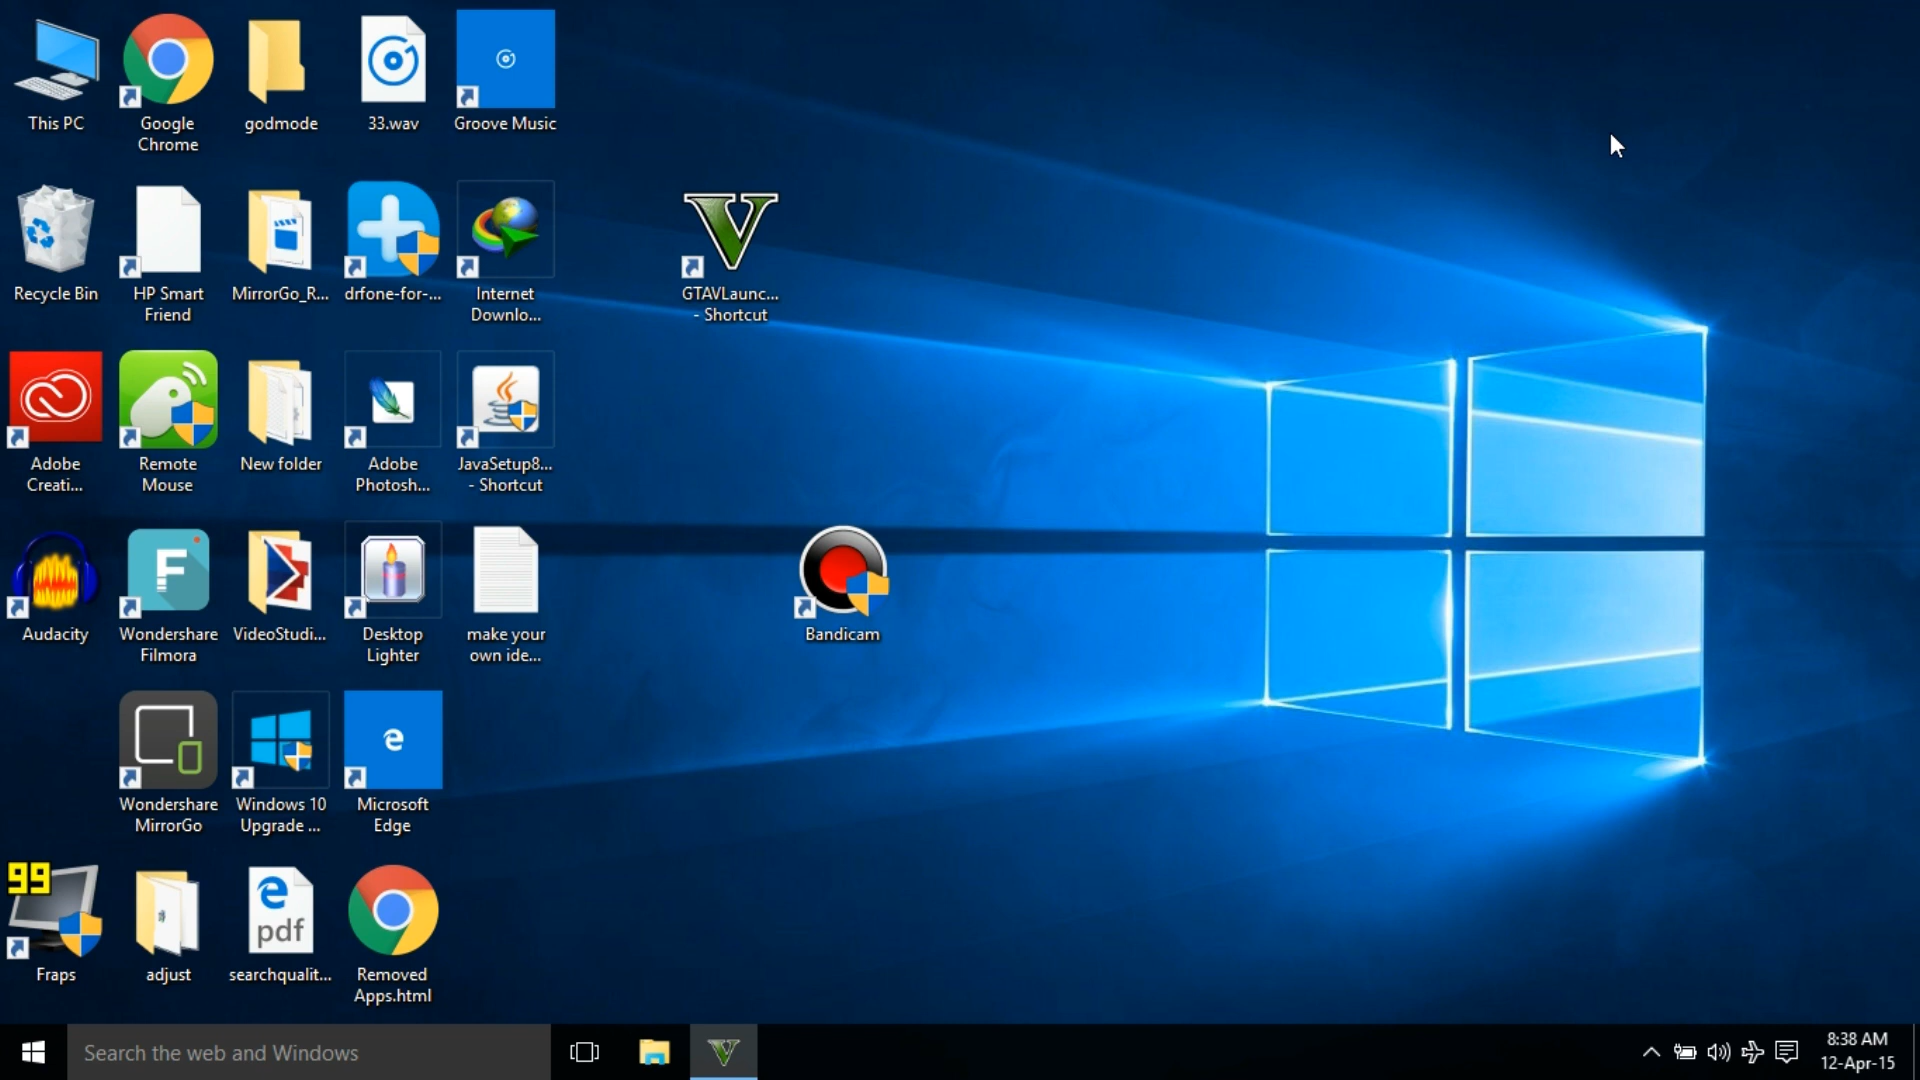 This PC
Google
Chrome
godmode
33.wav
Groove Music
Recycle Bin
HP Smart
Friend
MirrorGo_R...
drfone-for-...
Internet
Downlo...
GTAVLaunc...
- Shortcut
Adobe
Creati...
Remote
Mouse
New folder
Adobe
Photosh...
JavaSetup8...
- Shortcut
Audacity
F
Wondershare
Filmora
VideoStudi...
Desktop
Lighter
make your
own ide...
Bandicam
Wondershare
MirrorGo
Windows 10
Upgrade ...
Microsoft
Edge
99
Fraps
adjust
pdf
searchqualit...
Removed
Apps.html
Search the web and Windows
8:38 AM
12-Apr-15